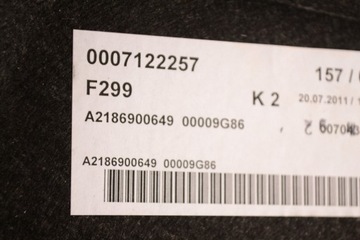 0007122257 157 /
F299 K 2 20.07.2011 /
A2186900649 00009G86
A2186900649 00009G86